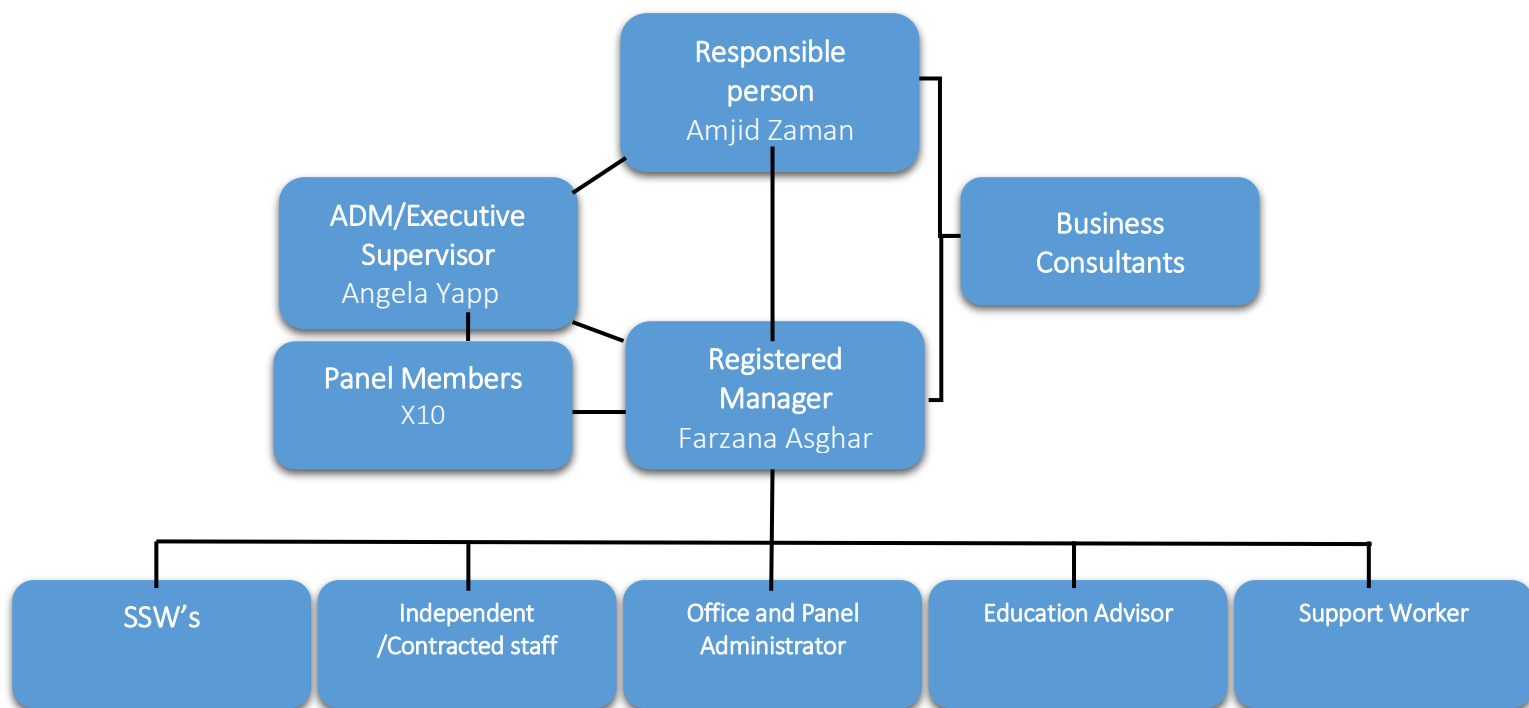 Responsible
person
Amjid Zaman
ADM/Executive
Supervisor
Angela Yapp
Business
Consultants
Panel Members
X10
Registered
Manager
Farzana Asghar
SSW’s
Independent
/Contracted staff
Office and Panel
Administrator
Education Advisor
Support Worker